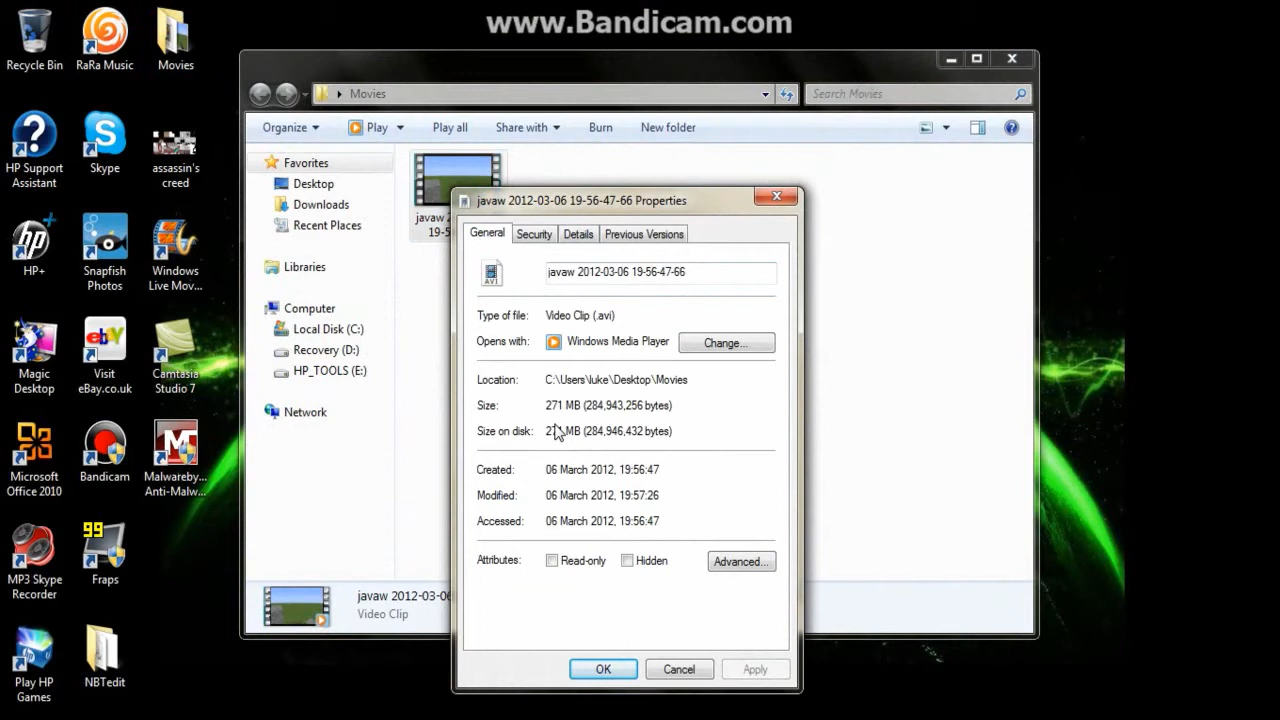 www.Bandicam.com
Recycle Bin
RaRa Music
Movies
HP Support
Assistant
Skype
assassin's
creed
HP+
Snapfish
Photos
Windows
Live Mov...
Magic
Desktop
Visit
eBay.co.uk
Camtasia
Studio 7
Microsoft
Office 2010
Bandicam
Malwareby...
Anti-Malw...
MP3 Skype
Recorder
99
Fraps
Play HP
Games
NBTedit
Movies
Search Movies
Organize
Play
Play all
Share with
Burn
New folder
Favorites
Desktop
Downloads
Recent Places
Libraries
Computer
Local Disk (C:)
Recovery (D:)
HP_TOOLS (E:)
Network
javaw 2012-03-06 19-56-47-66 Properties
General
Security
Details
Previous Versions
AVI
javaw 2012-03-06 19-56-47-66
Type of file: Video Clip (.avi)
Opens with: Windows Media Player
Change...
Location: C:\Users\luke\Desktop\Movies
Size: 271 MB (284,943,256 bytes)
Size on disk: MB (284,946,432 bytes)
Created: 06 March 2012, 19:56:47
Modified: 06 March 2012, 19:57:26
Accessed: 06 March 2012, 19:56:47
Attributes: Read-only Hidden
Advanced...
OK
Cancel
Apply
javaw 2012-03-06
Video Clip